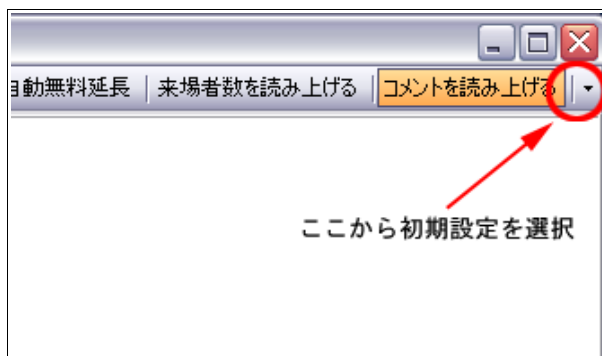 自動無料延長 来場者数を読み上げる コメントを読み上げる
ここから初期設定を選択